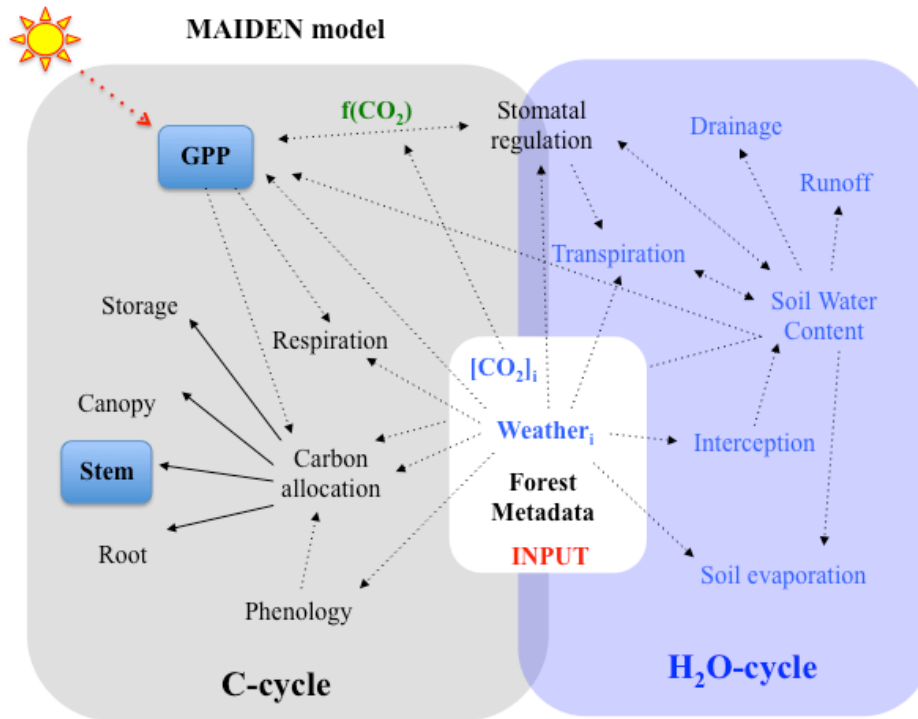 MAIDEN model
f(CO₂)
Stomatal
regulation
Drainage
GPP
Runoff
Transpiration
Storage
Soil Water
Content
Respiration
[CO₂]ᵢ
Canopy
Weatherᵢ
Interception
Stem
Carbon
allocation
Forest
Metadata
Root
INPUT
Soil evaporation
Phenology
C-cycle
H₂O-cycle